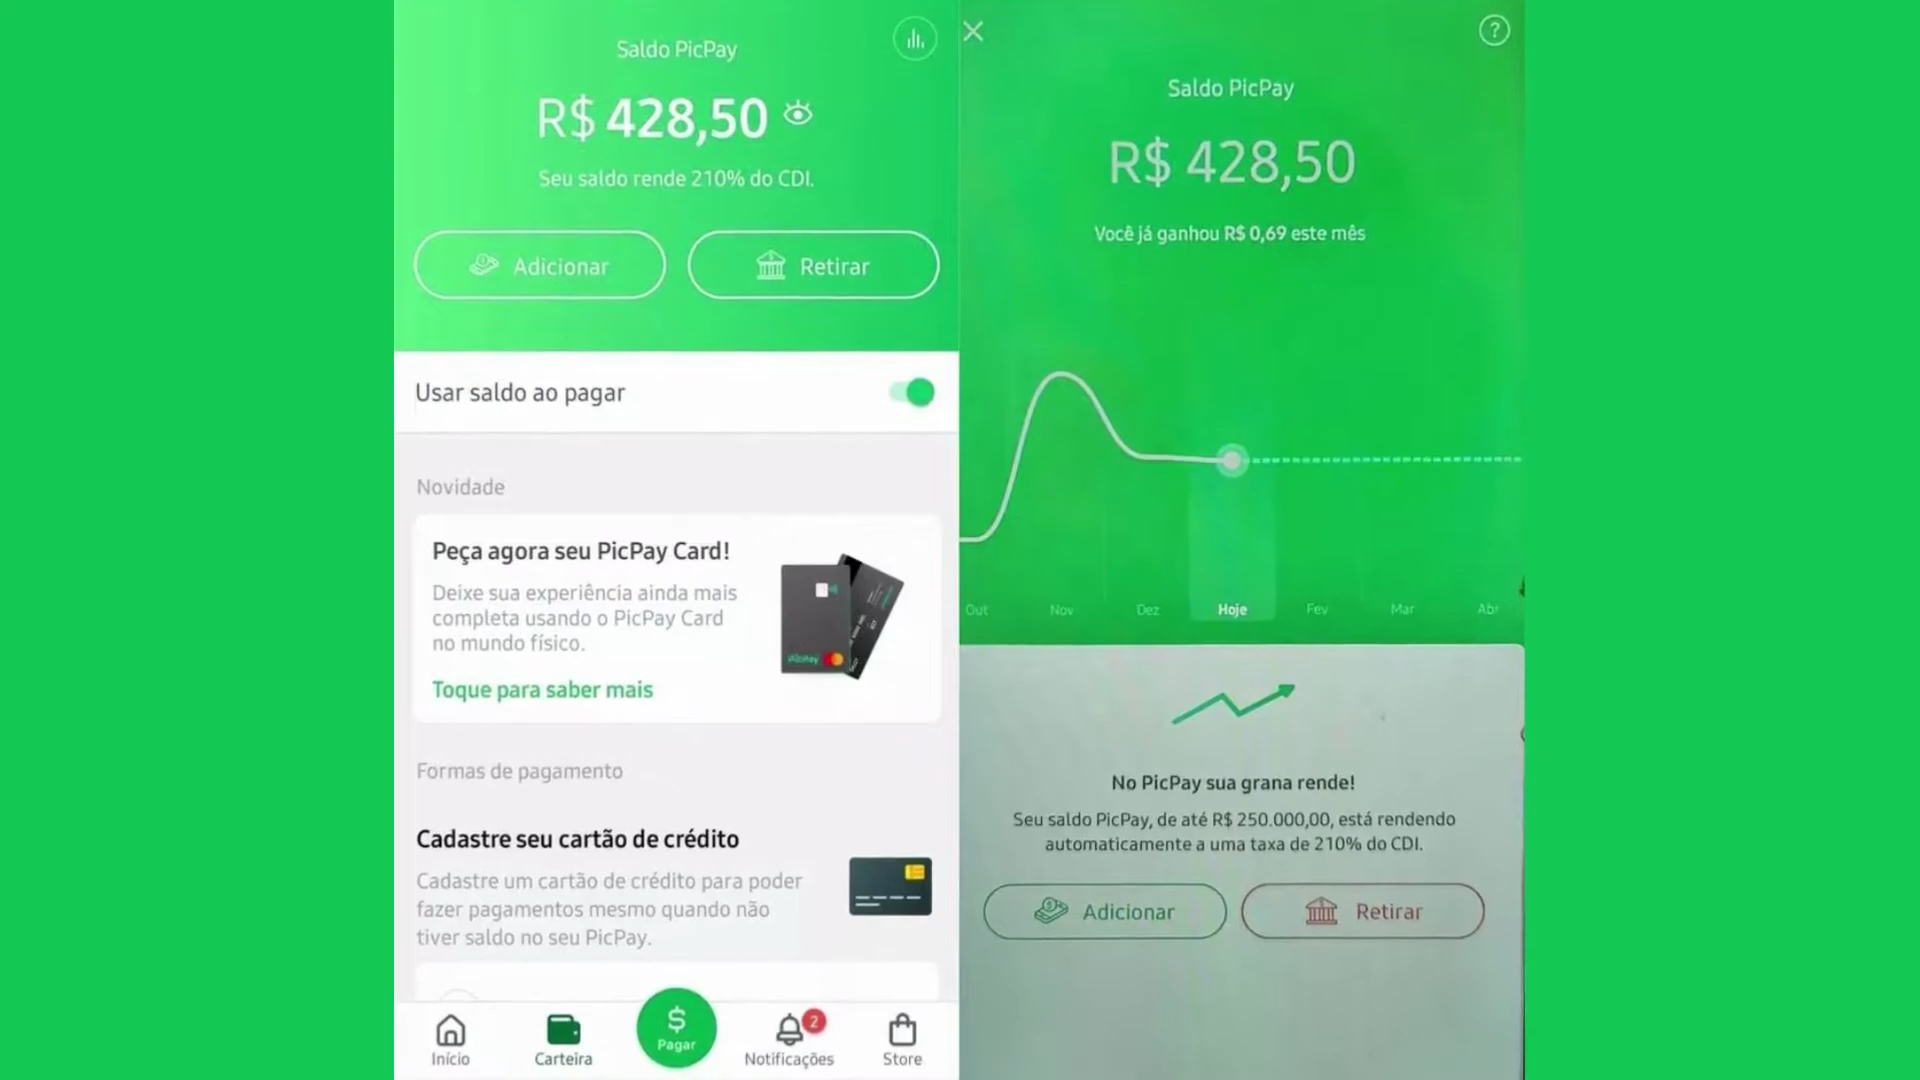 Saldo PicPay
R$ 428,50
Seu saldo rende 210% do CDI.
Adicionar
Retirar
Usar saldo ao pagar
Novidade
Peça agora seu PicPay Card!
Deixe sua experiência ainda mais
completa usando o PicPay Card
no mundo físico.
Toque para saber mais
PicPay
Formas de pagamento
Cadastre seu cartão de crédito
Cadastre um cartão de crédito para poder
fazer pagamentos mesmo quando não
tiver saldo no seu PicPay.
Início
Carteira
$
Pagar
2
Notificações
Store
?
Saldo PicPay
R$ 428,50
Você já ganhou R$ 0,69 este mês
Out Nov Dez Hoje Fev Mar Abr
No PicPay sua grana rende!
Seu saldo PicPay, de até R$ 250.000,00, está rendendo
automaticamente a uma taxa de 210% do CDI.
Adicionar
Retirar